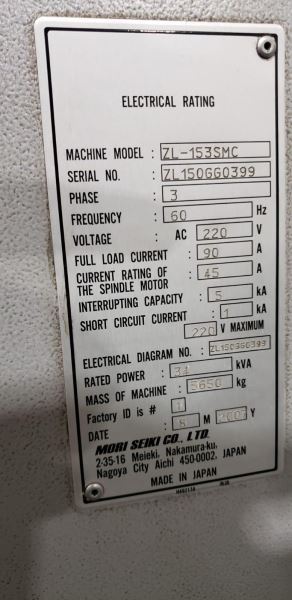 ELECTRICAL RATING
MACHINE MODEL : ZL-153SMC
SERIAL NO. : ZL150GG0399
PHASE : 3
FREQUENCY : 60 Hz
VOLTAGE : AC 220 V
FULL LOAD CURRENT : 90 A
CURRENT RATING OF THE SPINDLE MOTOR : 45 A
INTERRUPTING CAPACITY : 5 kA
SHORT CIRCUIT CURRENT : 1 kA
220 V MAXIMUM
ELECTRICAL DIAGRAM NO. : ZL150GG0399
RATED POWER : 34 kVA
MASS OF MACHINE : 5650 kg
Factory ID is # 1
DATE : 8 M 2007 Y
MORI SEIKI CO., LTD.
2-35-16 Meieki, Nakamura-ku,
Nagoya City Aichi 450-0002, JAPAN
MADE IN JAPAN